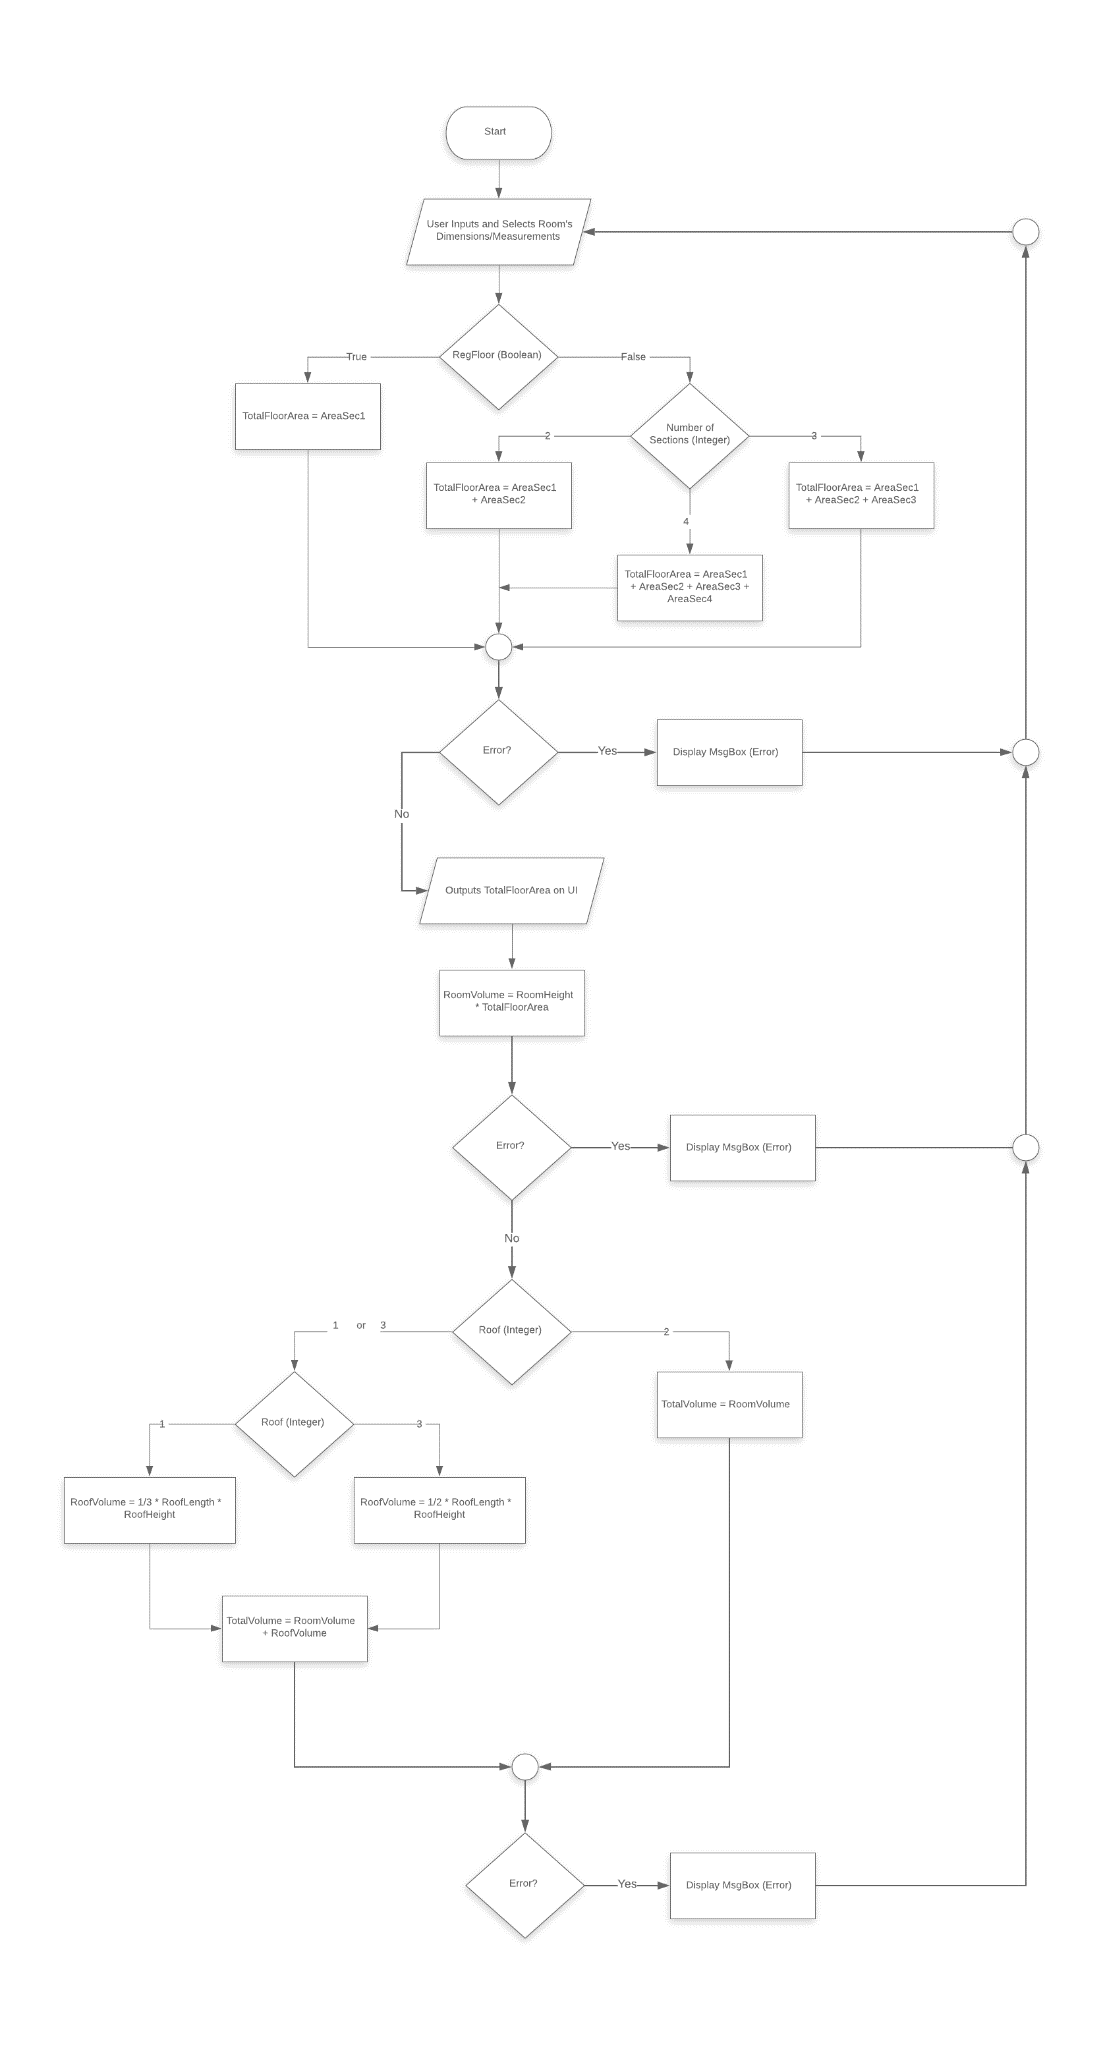 Start
User Inputs and Selects Room's
Dimensions/Measurements
RegFloor (Boolean)
True
False
TotalFloorArea = AreaSec1
Number of
Sections (Integer)
2
3
TotalFloorArea = AreaSec1
+ AreaSec2
TotalFloorArea = AreaSec1
+ AreaSec2 + AreaSec3
4
TotalFloorArea = AreaSec1
+ AreaSec2 + AreaSec3 +
AreaSec4
Error?
Yes
Display MsgBox (Error)
No
Outputs TotalFloorArea on UI
RoomVolume = RoomHeight
* TotalFloorArea
Error?
Yes
Display MsgBox (Error)
No
Roof (Integer)
1 or 3
2
TotalVolume = RoomVolume
Roof (Integer)
1
3
RoofVolume = 1/3 * RoofLength *
RoofHeight
RoofVolume = 1/2 * RoofLength *
RoofHeight
TotalVolume = RoomVolume
+ RoofVolume
Error?
Yes
Display MsgBox (Error)